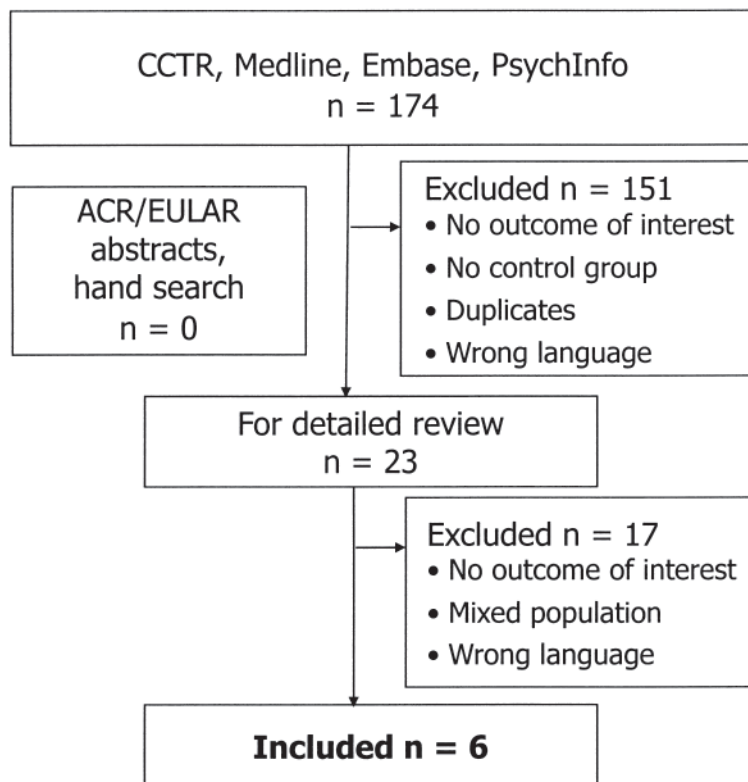 CCTR, Medline, Embase, PsychInfo
n = 174
ACR/EULAR
abstracts,
hand search
n = 0
Excluded n = 151
• No outcome of interest
• No control group
• Duplicates
• Wrong language
For detailed review
n = 23
Excluded n = 17
• No outcome of interest
• Mixed population
• Wrong language
Included n = 6